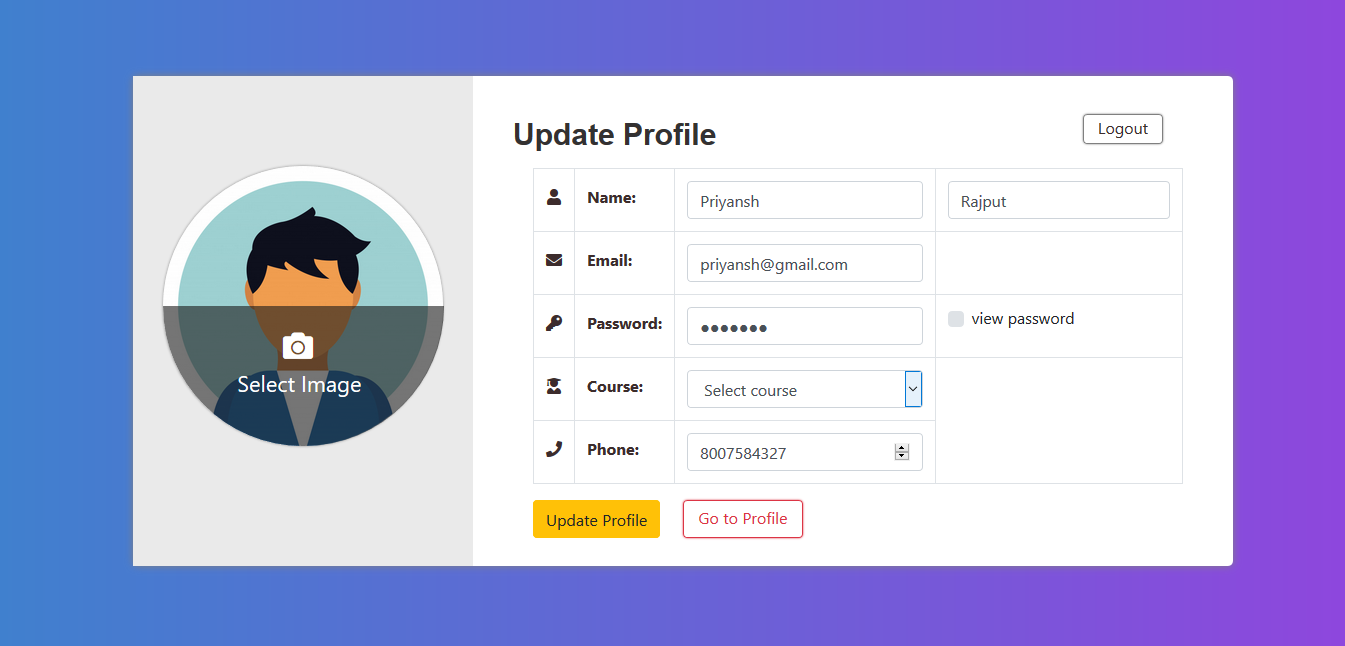 Update Profile
Logout
Name: Priyansh Rajput
Email: priyansh@gmail.com
Password: ●●●●●●● view password
Select Image
Course: Select course
Phone: 8007584327
Update Profile Go to Profile